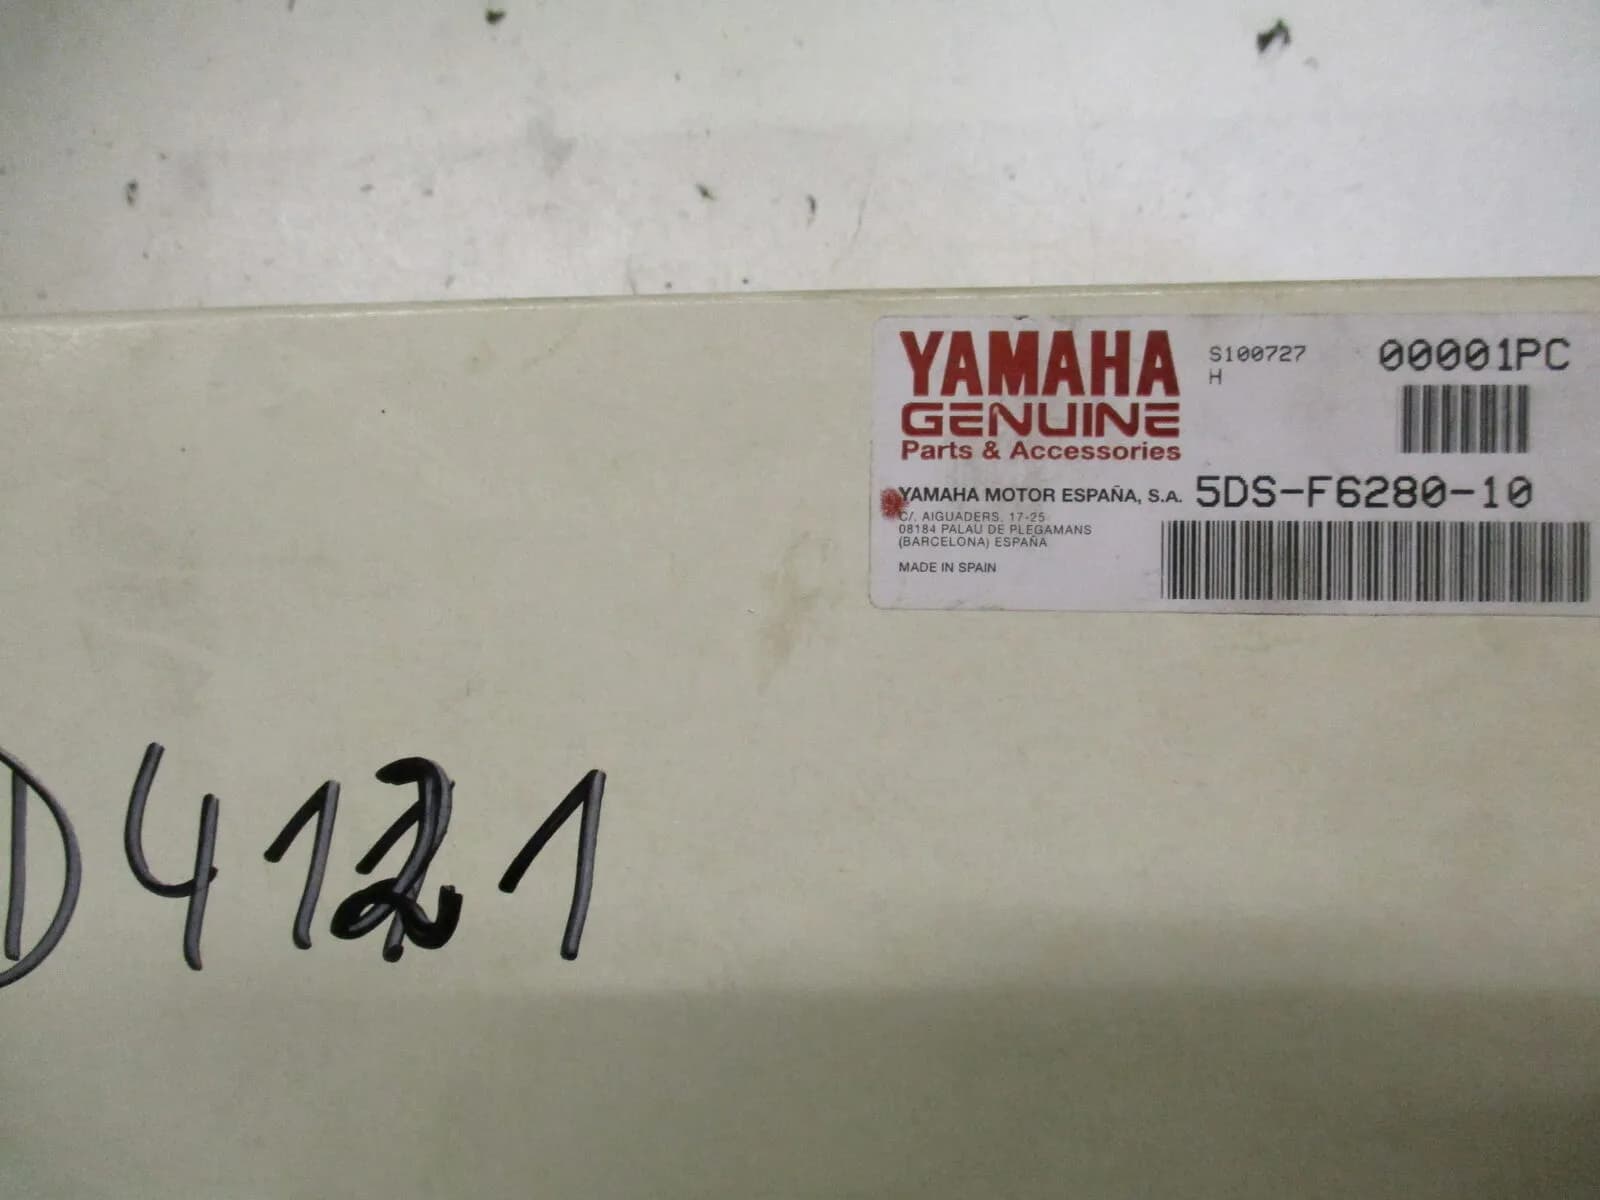 YAMAHA
GENUINE
Parts & Accessories
S100727
H
00001PC
YAMAHA MOTOR ESPAÑA, S.A. 5DS-F6280-10
C/. AIGUADERS, 17-25
08184 PALAU DE PLEGAMANS
(BARCELONA) ESPAÑA
MADE IN SPAIN
D4121